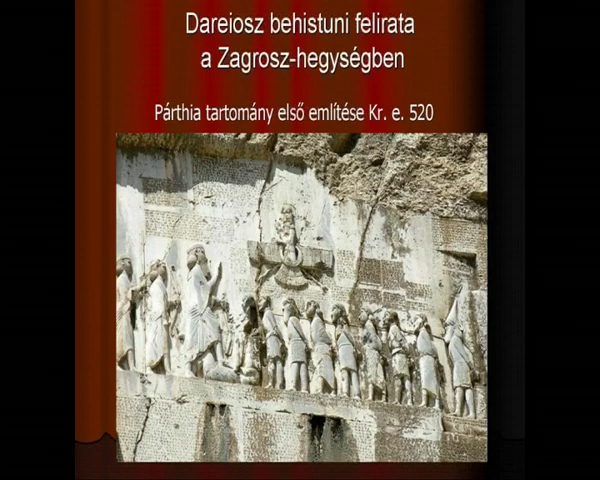 Dareiosz behistuni felirata
a Zagrosz-hegységben
Párthia tartomány első említése Kr. e. 520